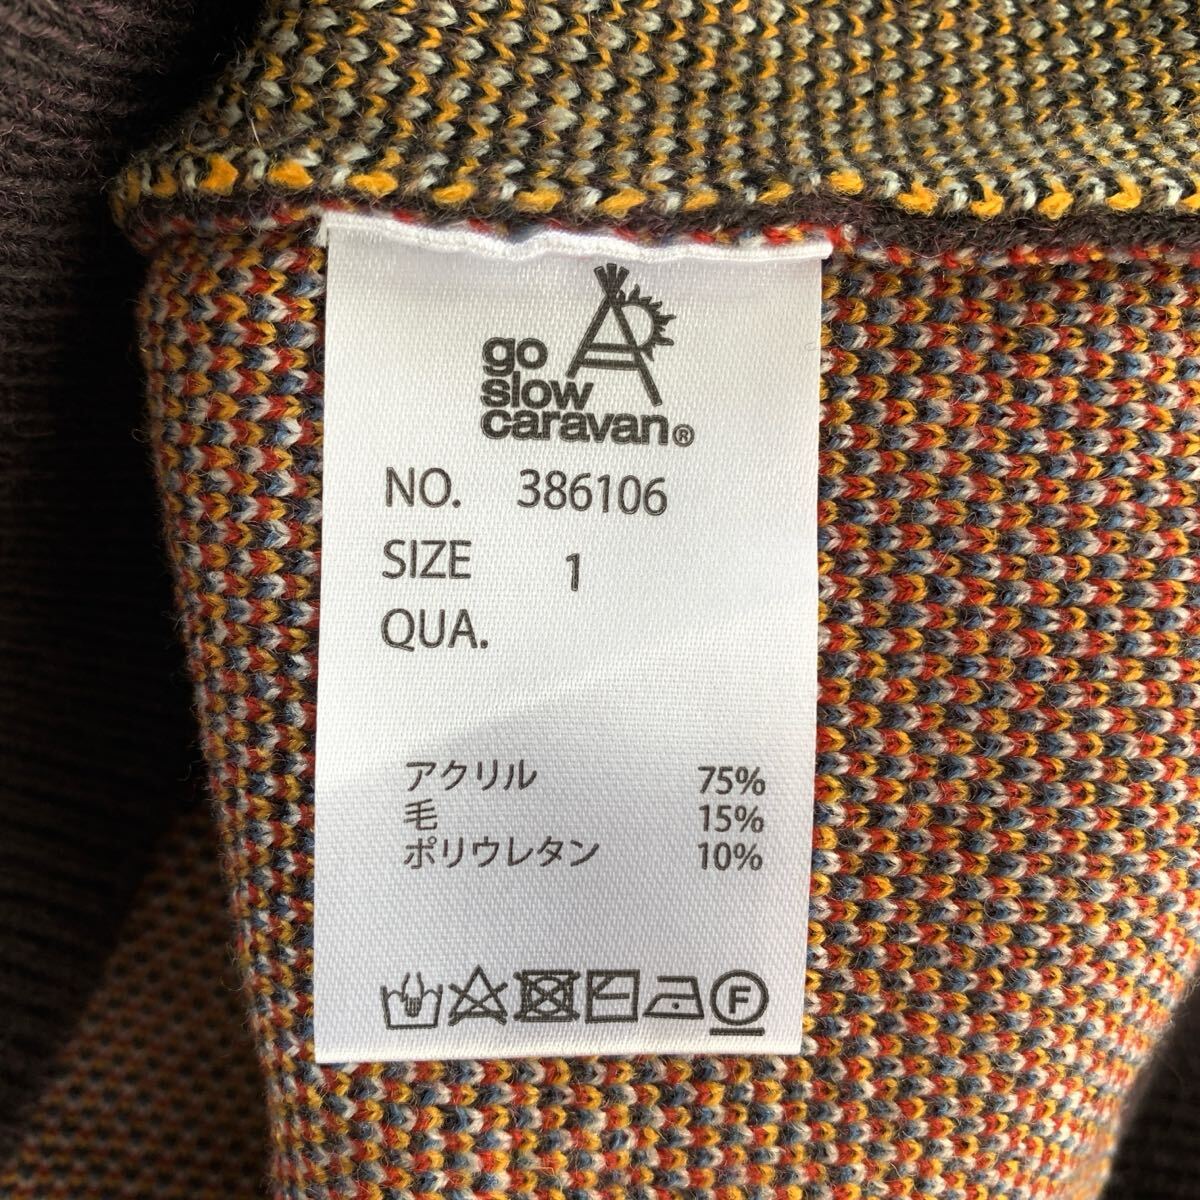 go
slow
caravan®
NO. 386106
SIZE 1
QUA.
アクリル 75%
毛 15%
ポリウレタン 10%
F